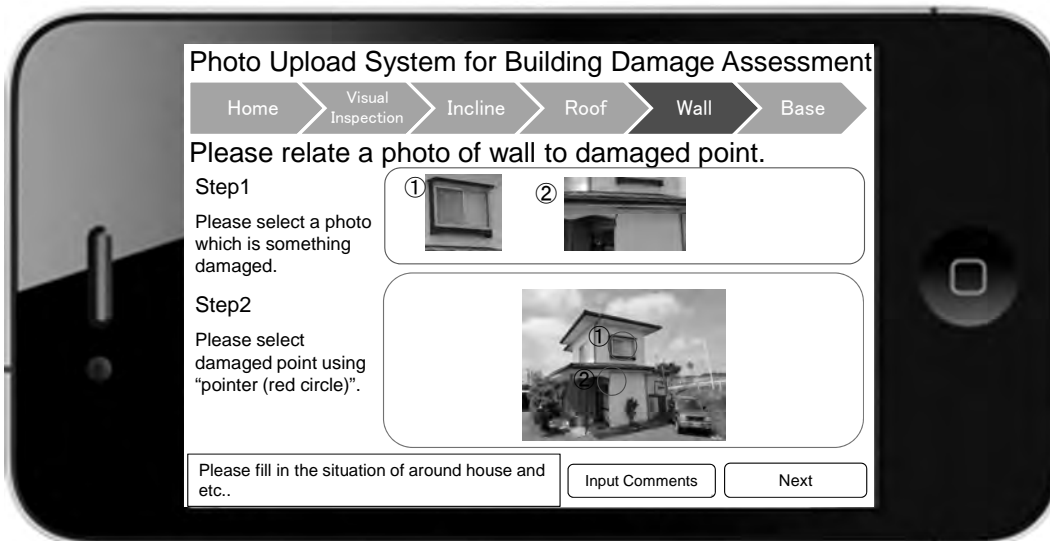 Photo Upload System for Building Damage Assessment
Home
Visual
Inspection
Incline
Roof
Wall
Base
Please relate a photo of wall to damaged point.
Step1
Please select a photo
which is something
damaged.
① ②
Step2
Please select
damaged point using
“pointer (red circle)”.
①
②
Please fill in the situation of around house and
etc..
Input Comments
Next